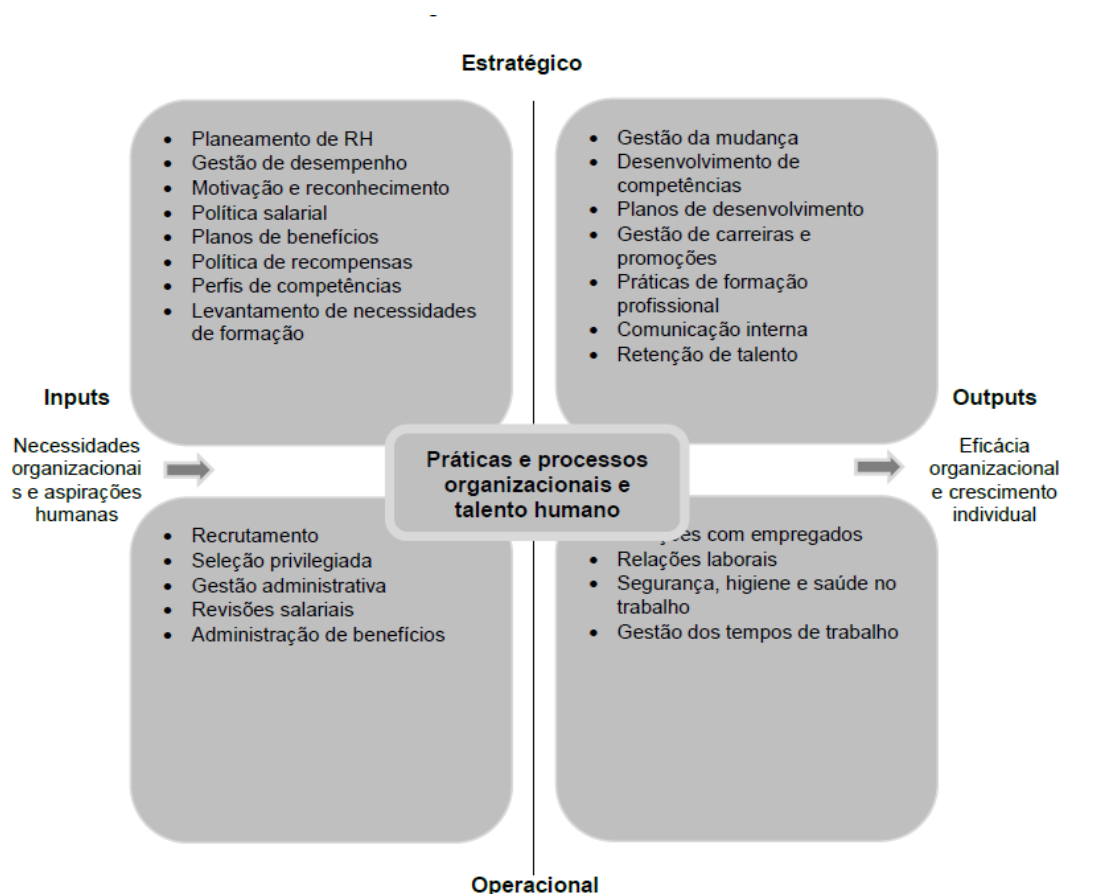 Estratégico
• Planeamento de RH
• Gestão de desempenho
• Motivação e reconhecimento
• Política salarial
• Planos de benefícios
• Política de recompensas
• Perfis de competências
• Levantamento de necessidades
de formação
• Gestão da mudança
• Desenvolvimento de
competências
• Planos de desenvolvimento
• Gestão de carreiras e
promoções
• Práticas de formação
profissional
• Comunicação interna
• Retenção de talento
Inputs
Necessidades
organizacionai
s e aspirações
humanas
Práticas e processos
organizacionais e
talento humano
Outputs
Eficácia
organizacional
e crescimento
individual
• Recrutamento
• Seleção privilegiada
• Gestão administrativa
• Revisões salariais
• Administração de benefícios
com empregados
• Relações laborais
• Segurança, higiene e saúde no
trabalho
• Gestão dos tempos de trabalho
Operacional